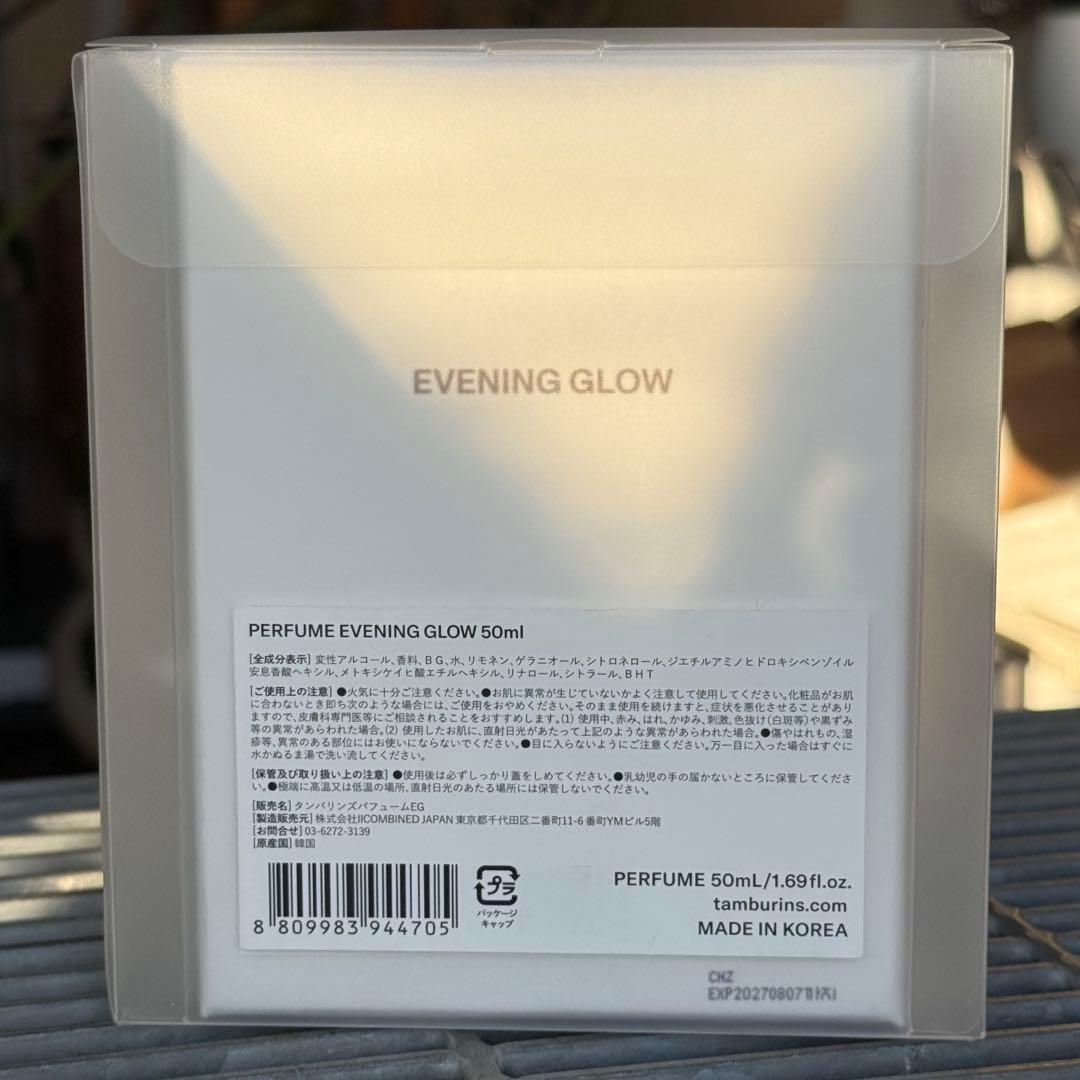 EVENING GLOW
PERFUME EVENING GLOW 50ml
[全成分表示] 変性アルコール、香料、BG、水、リモネン、ゲラニオール、シトロネロール、ジエチルアミノヒドロキシベンゾイル
安息香酸ヘキシル、メトキシケイヒ酸エチルヘキシル、リナロール、シトラール、BHT
[ご使用上の注意] ●火気に十分ご注意ください。●お肌に異常が生じていないかよく注意して使用してください。化粧品がお肌
に合わないとき即ち次のような場合には、ご使用をおやめください。そのまま使用を続けますと、症状を悪化させることがあり
ますので、皮膚科専門医等にご相談されることをおすすめします。(1) 使用中、赤み、はれ、かゆみ、刺激、色抜け(白斑等)や黒ずみ
等の異常があらわれた場合。(2) 使用したお肌に、直射日光があたって上記のような異常があらわれた場合。●傷やはれもの、湿
疹等、異常のある部位にはお使いにならないでください。●目に入らないようにご注意ください。万一目に入った場合はすぐに
水かぬるま湯で洗い流してください。
[保管及び取り扱い上の注意] ●使用後は必ずしっかり蓋をしめてください。●乳幼児の手の届かないところに保管してくださ
い。●極端に高温又は低温の場所、直射日光のあたる場所には保管しないでください。
[販売名] タンバリンズパフュームEG
[製造販売元] 株式会社IICOMBINED JAPAN 東京都千代田区二番町11-6 番町YMビル5階
[お問合せ] 03-6272-3139
[原産国] 韓国
8 809983 944705
プラ
パッケージ
キャップ
PERFUME 50mL/1.69fl.oz.
tamburins.com
MADE IN KOREA
CNZ
EXP20270807까지